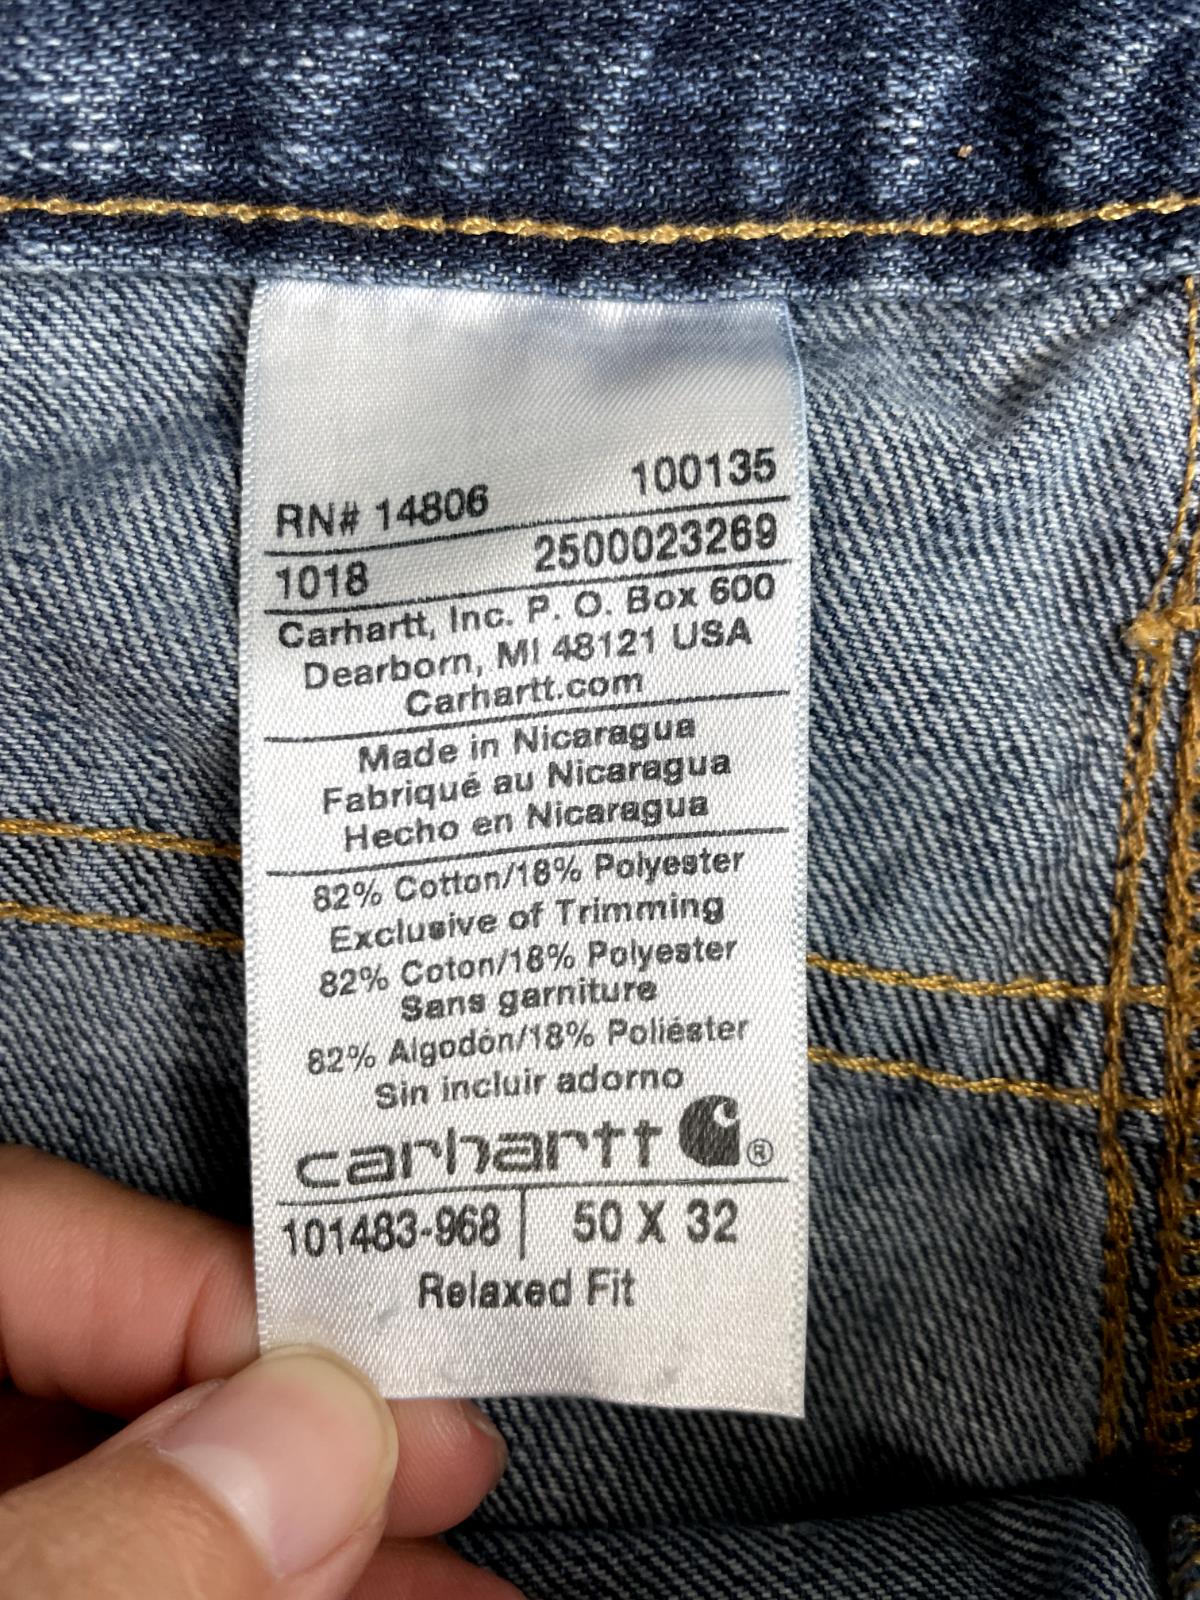 RN# 14806 100135
1018 2500023269
Carhartt, Inc. P. O. Box 600
Dearborn, MI 48121 USA
Carhartt.com
Made in Nicaragua
Fabriqué au Nicaragua
Hecho en Nicaragua
82% Cotton/18% Polyester
Exclusive of Trimming
82% Coton/18% Polyester
Sans garniture
82% Algodón/18% Poliéster
Sin incluir adorno
carhartt ®
101483-968 | 50 X 32
Relaxed Fit